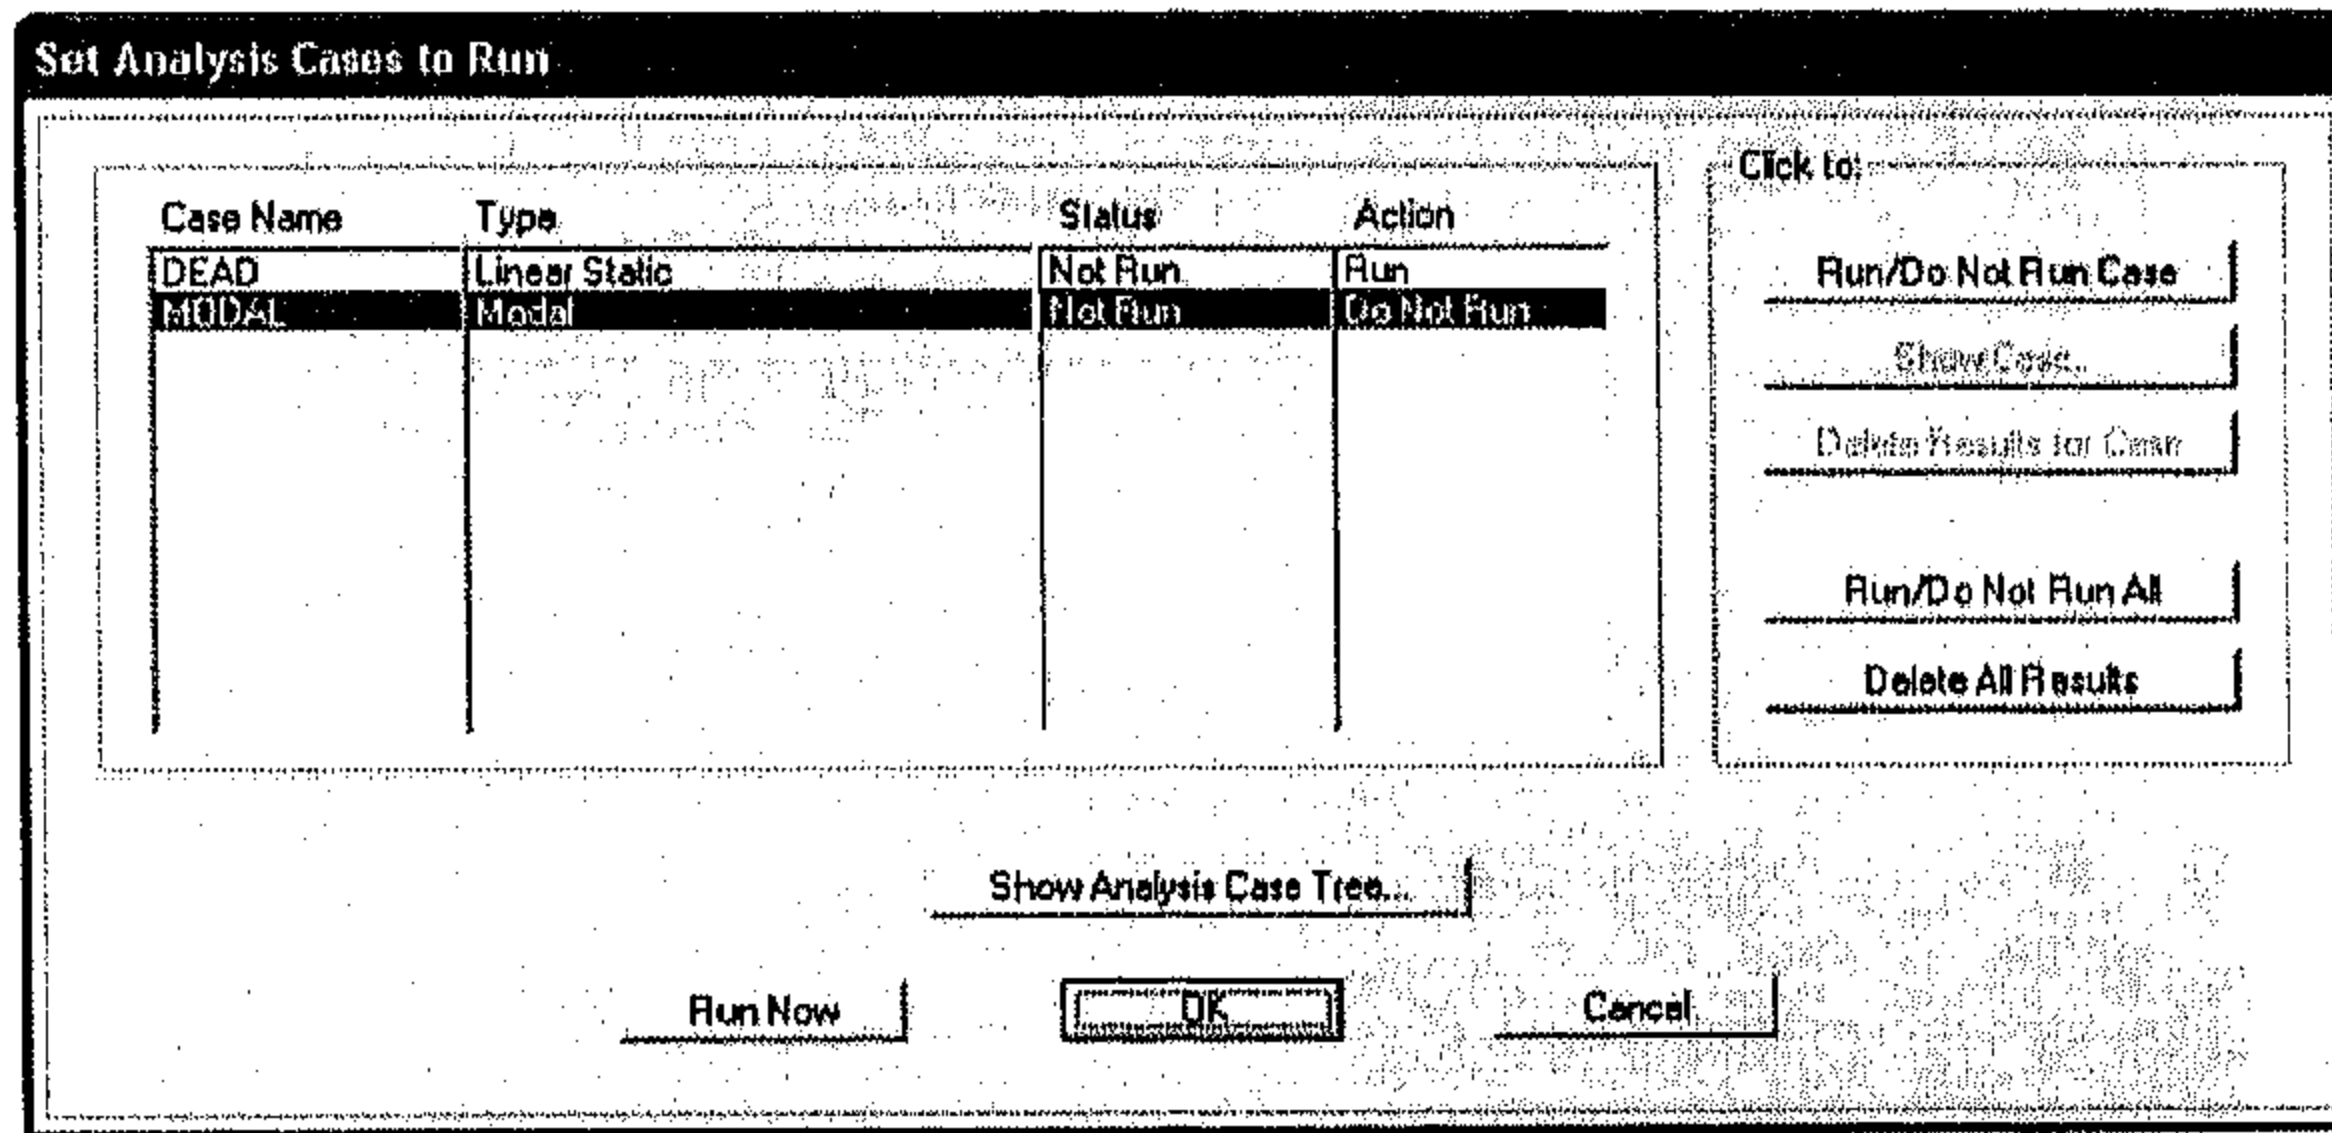 Set Analysis Cases to Run
Case Name Type Status Action
DEAD Linear Static Not Run Run
MODAL Modal Not Run Do Not Run
Click to:
Run/Do Not Run Case
Show Case...
Delete Results for Case
Run/Do Not Run All
Delete All Results
Show Analysis Case Tree...
Run Now OK Cancel